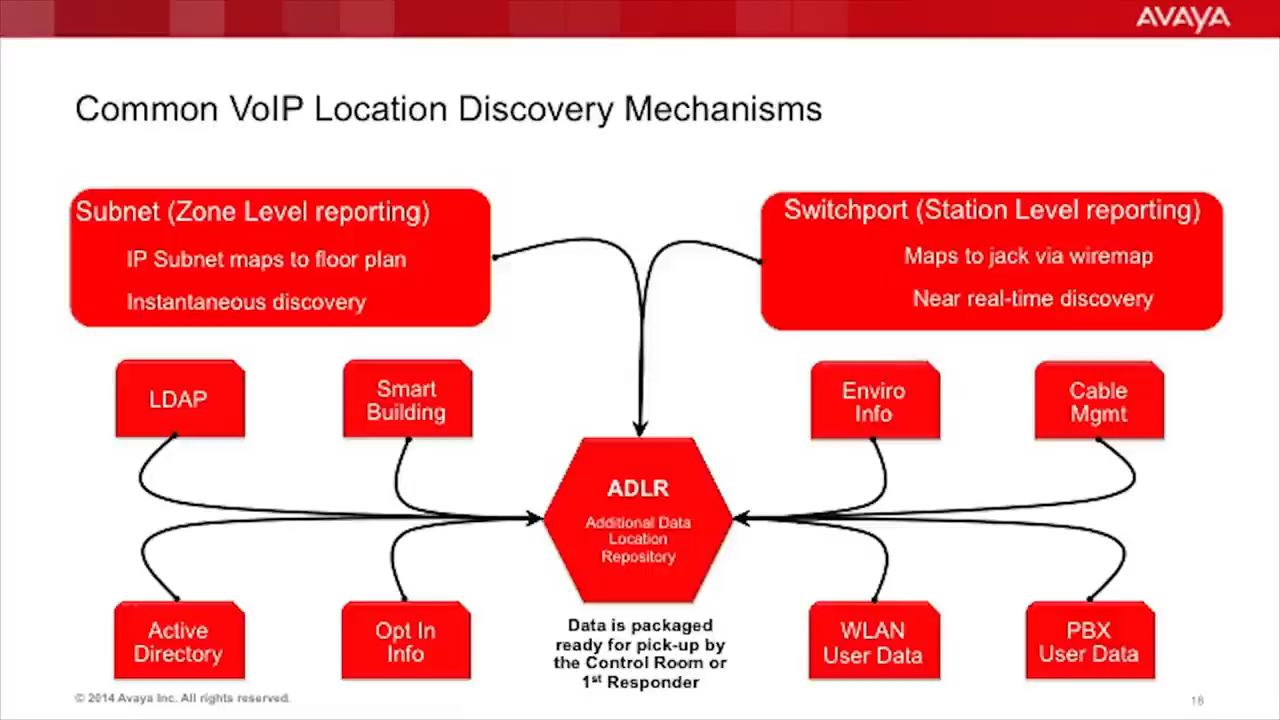 AVAYA
Common VoIP Location Discovery Mechanisms
Subnet (Zone Level reporting)
IP Subnet maps to floor plan
Instantaneous discovery
Switchport (Station Level reporting)
Maps to jack via wiremap
Near real-time discovery
LDAP
Smart
Building
Enviro
Info
Cable
Mgmt
ADLR
Additional Data
Location
Repository
Active
Directory
Opt In
Info
Data is packaged
ready for pick-up by
the Control Room or
1st Responder
WLAN
User Data
PBX
User Data
© 2014 Avaya Inc. All rights reserved.
18